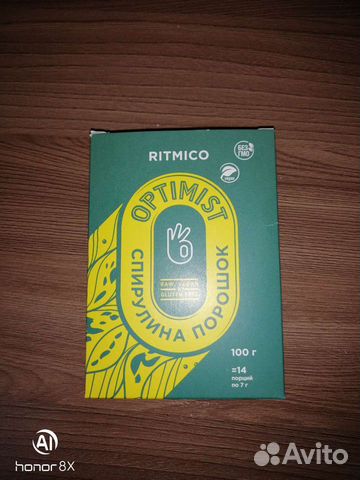 RITMICO
БЕЗ
ГМО
vegan
OPTIMIST
RAW, VEGAN
GLUTEN FREE
СПИРУЛИНА ПОРОШОК
100 г
=14
порций
по 7 г
AI
honor 8X
Avito